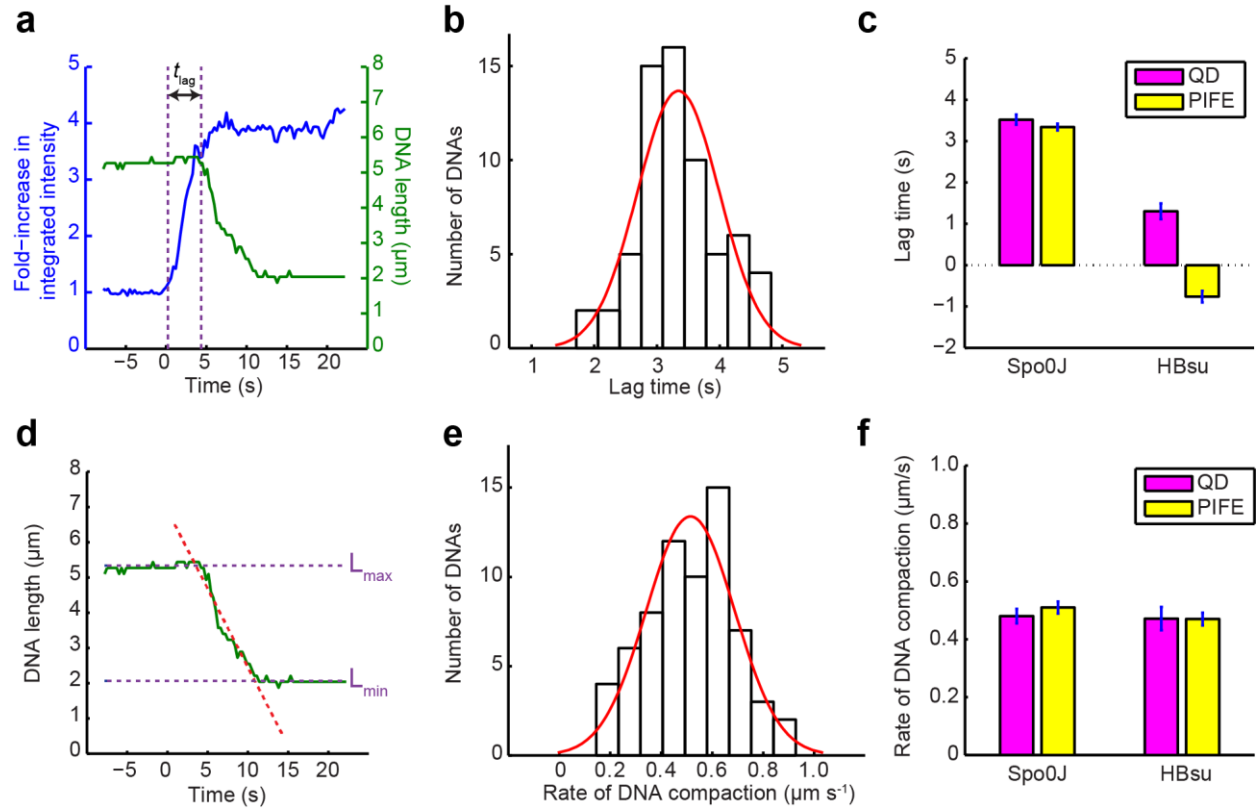 a
Fold−increase in
integrated intensity
5
4
3
2
1
0
tlag
8
7
6
5
4
3
2
1
0
DNA length (µm)
−5 0 5 10 15 20
Time (s)
b
Number of DNAs
15
10
5
0
1 2 3 4 5
Lag time (s)
c
Lag time (s)
5
4
3
2
1
0
−1
−2
QD
PIFE
Spo0J HBsu
d
DNA length (µm)
8
7
6
5
4
3
2
1
0
Lmax
Lmin
−5 0 5 10 15 20
Time (s)
e
Number of DNAs
15
10
5
0
0 0.2 0.4 0.6 0.8 1.0
Rate of DNA compaction (µm s-1)
f
Rate of DNA compaction (µm/s)
1.0
0.8
0.6
0.4
0.2
0
QD
PIFE
Spo0J HBsu